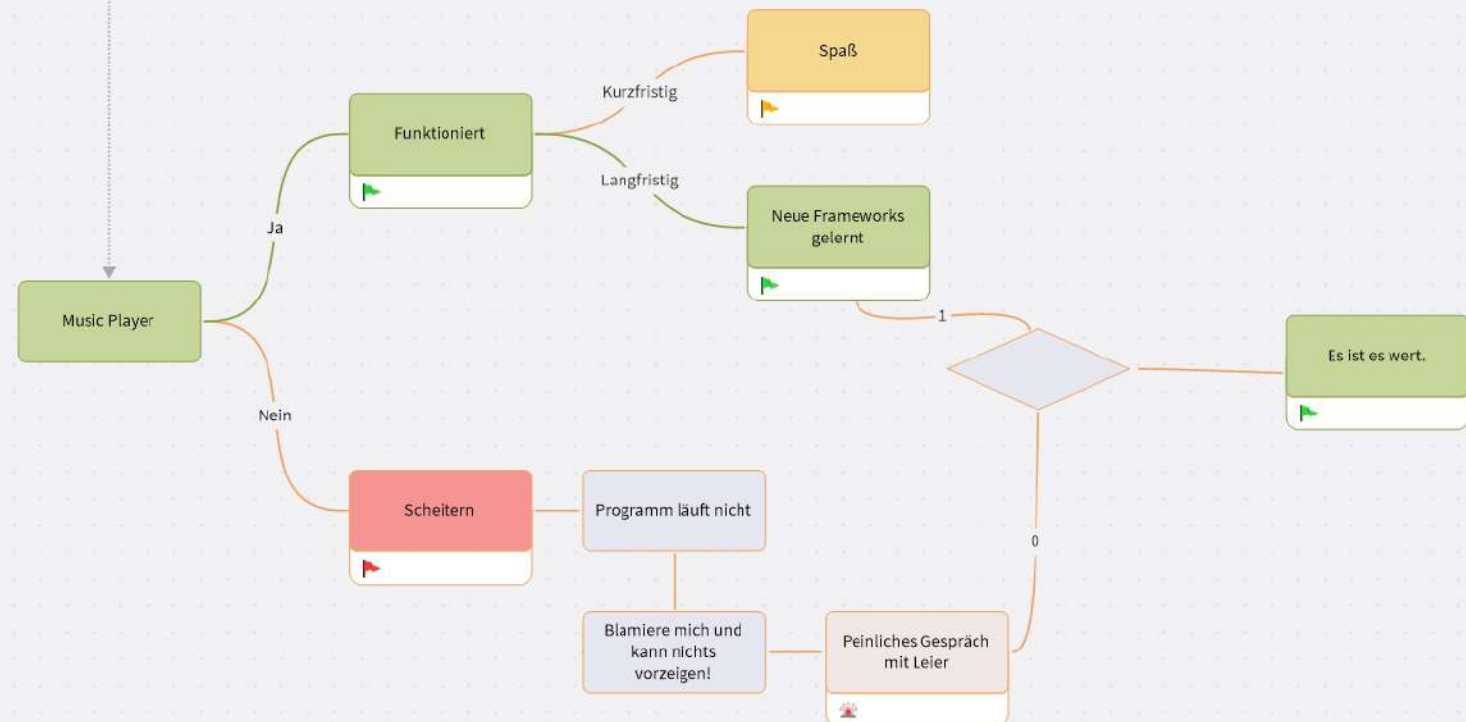 Spaß
Kurzfristig
Funktioniert
Langfristig
Neue Frameworks
gelernt
Ja
1
Music Player
Es ist es wert.
Nein
Scheitern
Programm läuft nicht
0
Blamiere mich und
kann nichts
vorzeigen!
Peinliches Gespräch
mit Leier